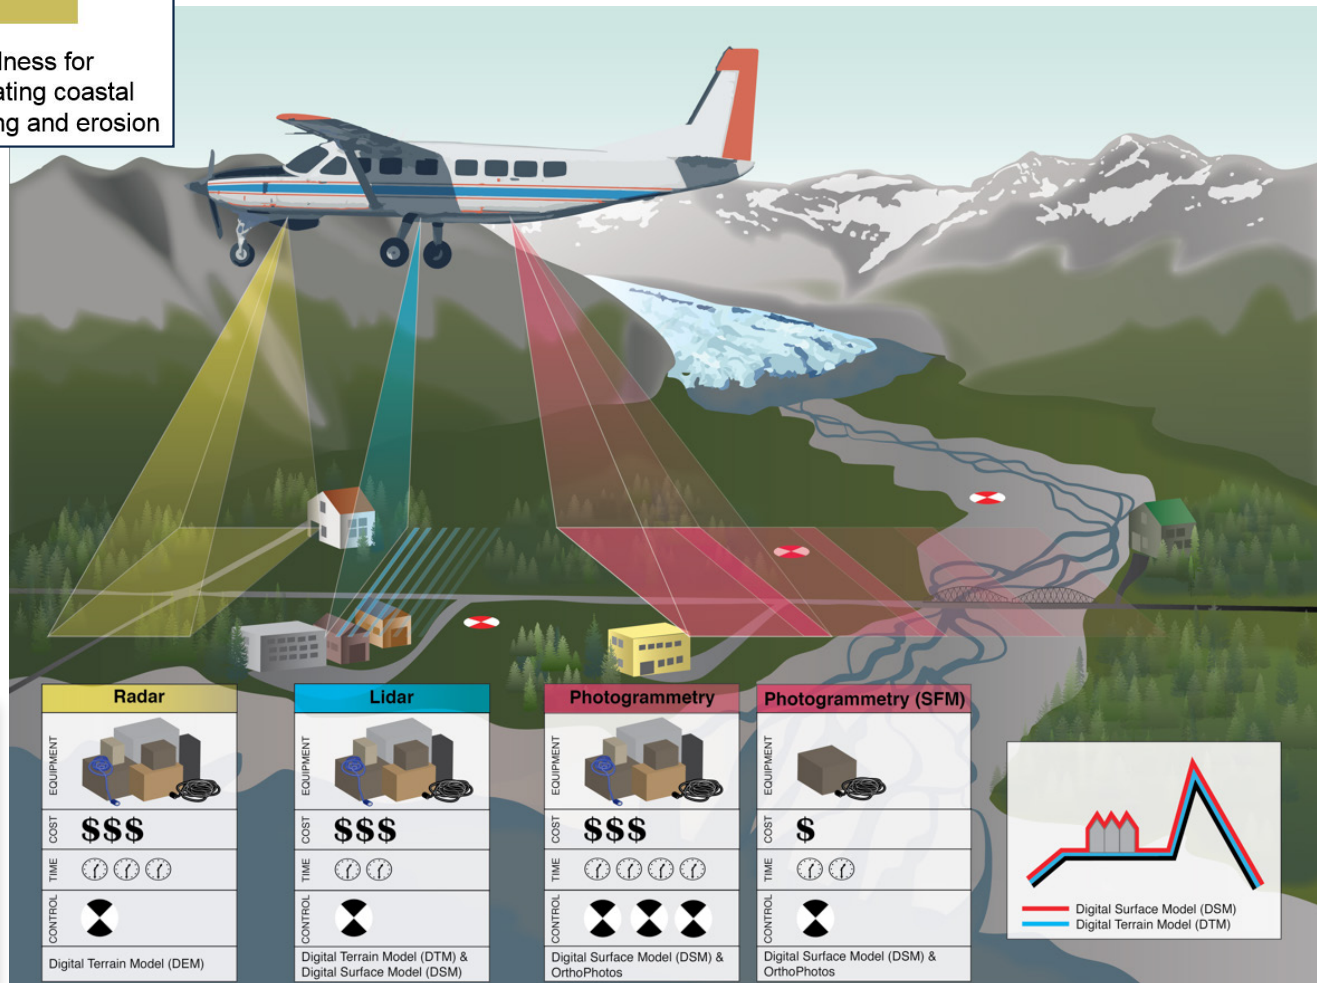 lness for
ating coastal
ng and erosion
Radar
EQUIPMENT
COST
$$$
TIME
CONTROL
Digital Terrain Model (DEM)
Lidar
EQUIPMENT
COST
$$$
TIME
CONTROL
Digital Terrain Model (DTM) &
Digital Surface Model (DSM)
Photogrammetry
EQUIPMENT
COST
$$$
TIME
CONTROL
Digital Surface Model (DSM) &
OrthoPhotos
Photogrammetry (SFM)
EQUIPMENT
COST
$
TIME
CONTROL
Digital Surface Model (DSM) &
OrthoPhotos
Digital Surface Model (DSM)
Digital Terrain Model (DTM)